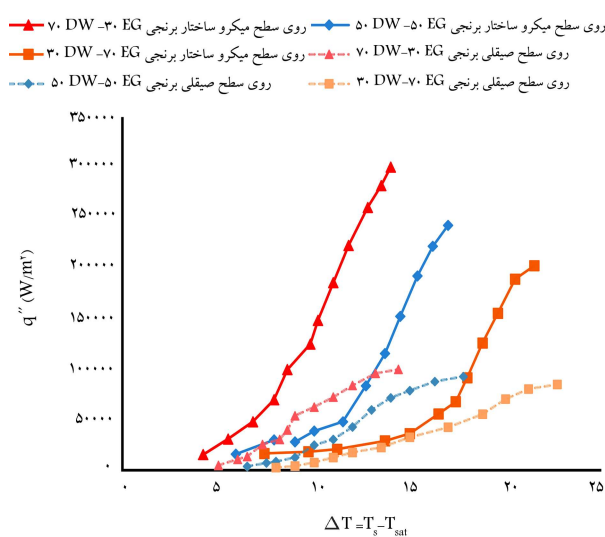 ۷۰ DW -۳۰ EG روی سطح میکرو ساختار برنجی
۵۰ DW -۵۰ EG روی سطح میکرو ساختار برنجی
۳۰ DW -۷۰ EG روی سطح میکرو ساختار برنجی
۷۰ DW-۳۰ EG روی سطح صیقلی برنجی
۵۰ DW-۵۰ EG روی سطح صیقلی برنجی
۳۰ DW-۷۰ EG روی سطح صیقلی برنجی
۳۵۰۰۰۰
۳۰۰۰۰۰
۲۵۰۰۰۰
۲۰۰۰۰۰
۱۵۰۰۰۰
۱۰۰۰۰۰
۵۰۰۰۰
۰
q″ (W/m²)
۰ ۵ ۱۰ ۱۵ ۲۰ ۲۵
ΔT=Ts-Tsat